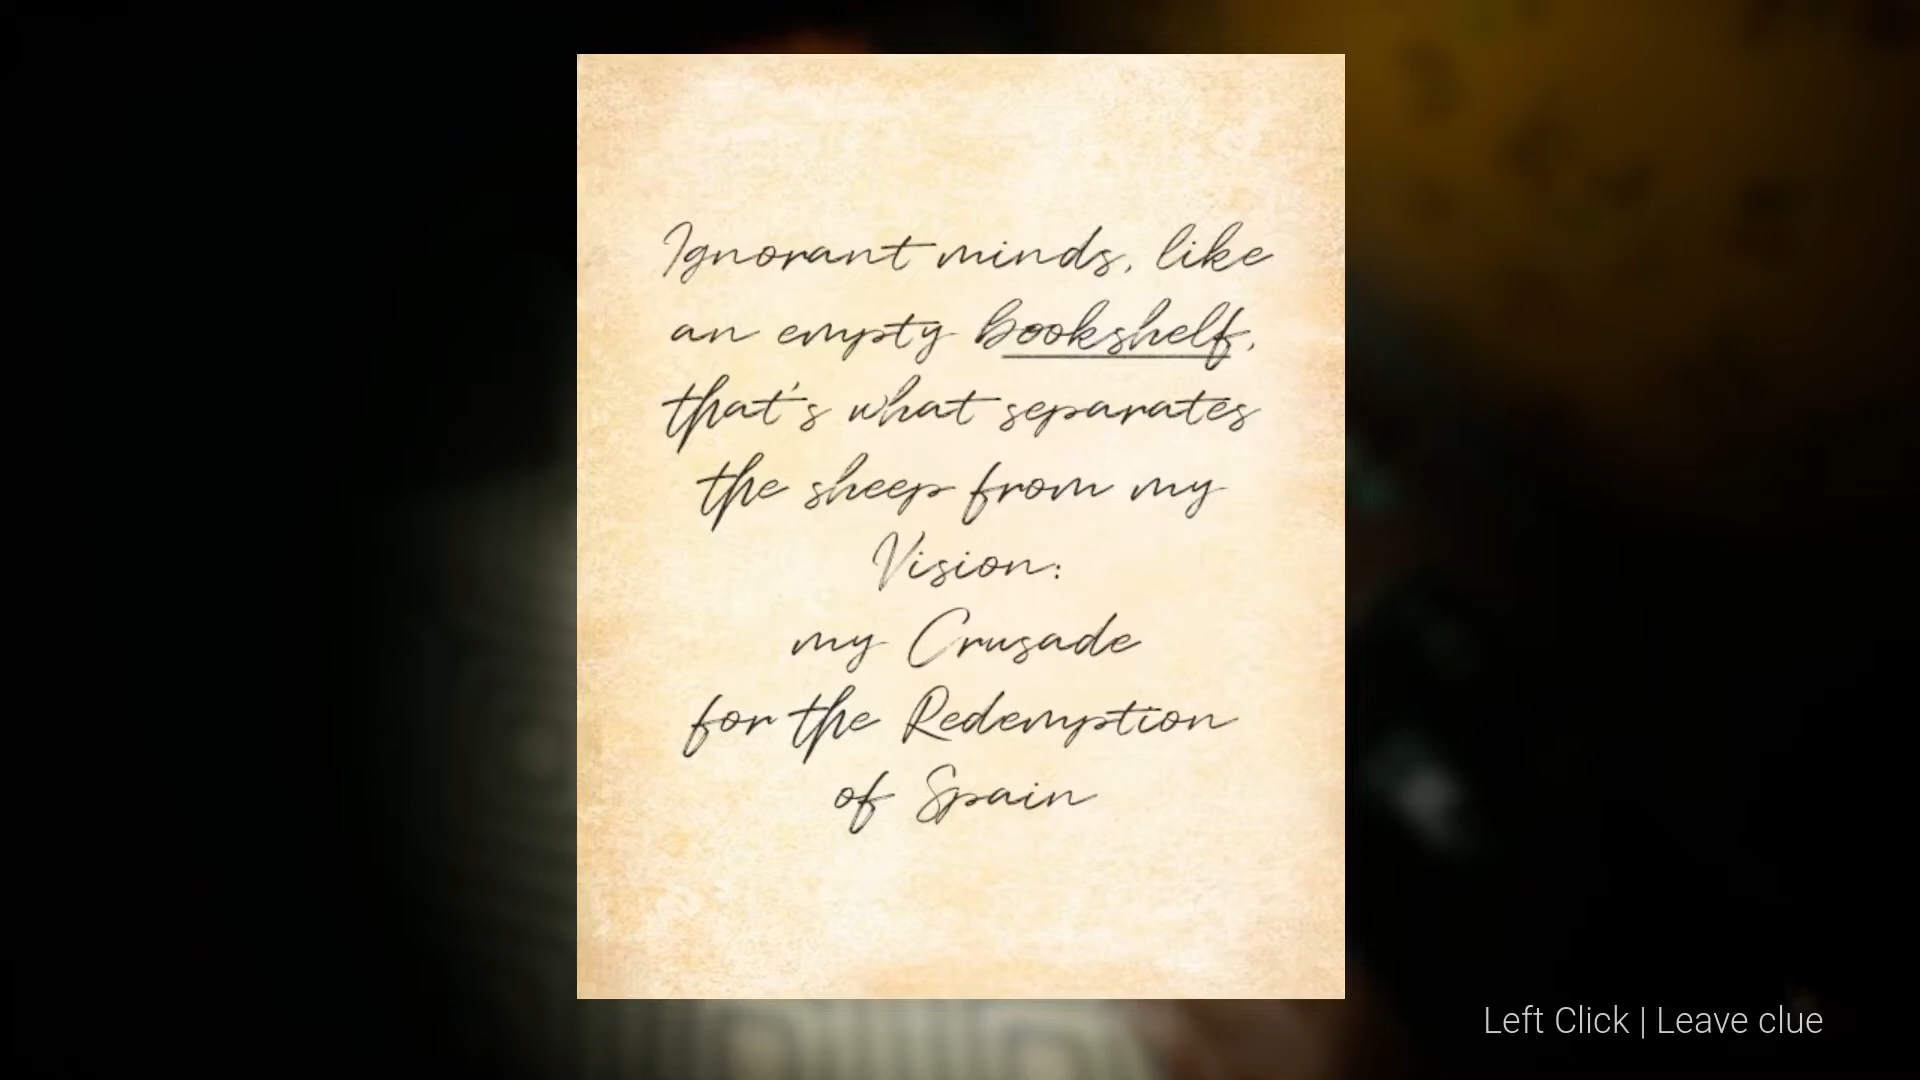 Ignorant minds, like
an empty bookshelf,
that's what separates
the sheep from my
Vision:
my Crusade
for the Redemption
of Spain
Left Click | Leave clue